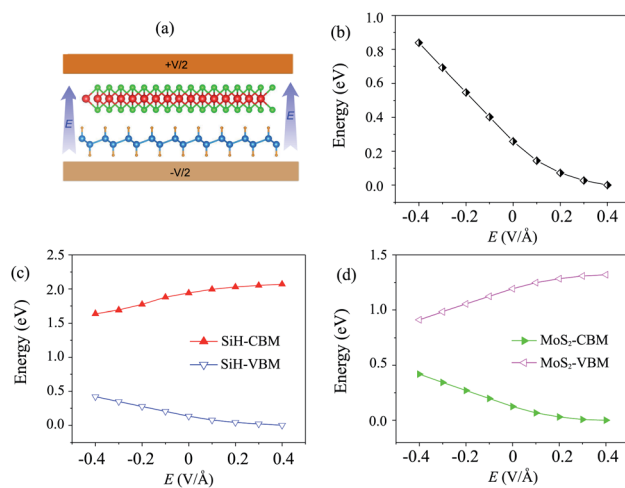 (a)
+V/2
E
E
-V/2
(b)
Energy (eV)
1.0
0.8
0.6
0.4
0.2
0.0
-0.4 -0.2 0 0.2 0.4
E (V/Å)
(c)
Energy (eV)
2.5
2.0
1.5
1.0
0.5
0.0
SiH-CBM
SiH-VBM
-0.4 -0.2 0 0.2 0.4
E (V/Å)
(d)
Energy (eV)
1.5
1.0
0.5
0.0
MoS₂-CBM
MoS₂-VBM
-0.4 -0.2 0 0.2 0.4
E (V/Å)